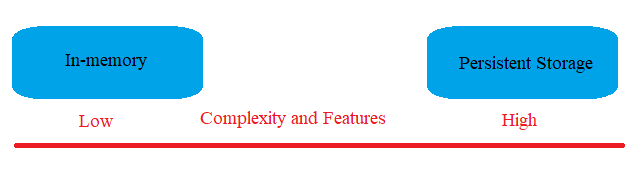 In-memory
Persistent Storage
Low
Complexity and Features
High